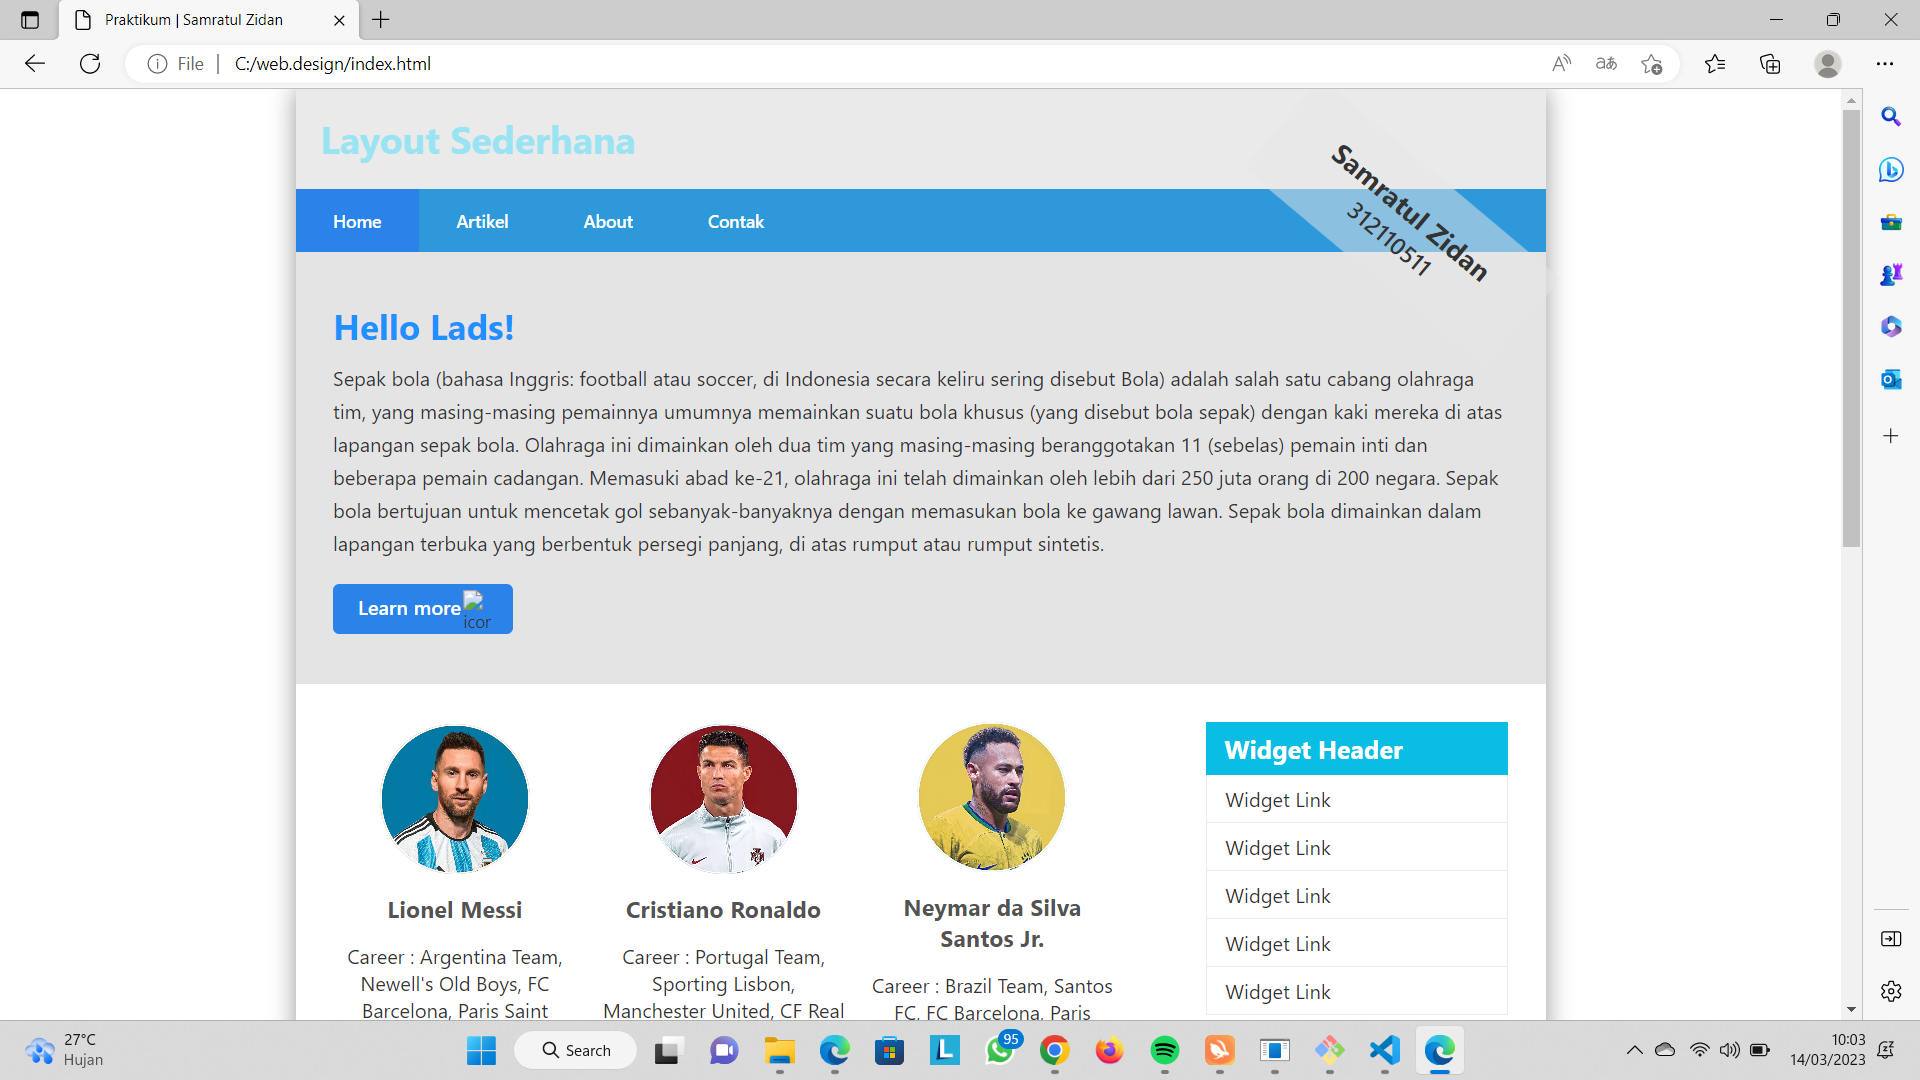 Praktikum | Samratul Zidan
File
C:/web.design/index.html
Layout Sederhana
Samratul Zidan
312110511
Home
Artikel
About
Contak
Hello Lads!
Sepak bola (bahasa Inggris: football atau soccer, di Indonesia secara keliru sering disebut Bola) adalah salah satu cabang olahraga
tim, yang masing-masing pemainnya umumnya memainkan suatu bola khusus (yang disebut bola sepak) dengan kaki mereka di atas
lapangan sepak bola. Olahraga ini dimainkan oleh dua tim yang masing-masing beranggotakan 11 (sebelas) pemain inti dan
beberapa pemain cadangan. Memasuki abad ke-21, olahraga ini telah dimainkan oleh lebih dari 250 juta orang di 200 negara. Sepak
bola bertujuan untuk mencetak gol sebanyak-banyaknya dengan memasukan bola ke gawang lawan. Sepak bola dimainkan dalam
lapangan terbuka yang berbentuk persegi panjang, di atas rumput atau rumput sintetis.
Learn more
icor
Lionel Messi
Career : Argentina Team,
Newell's Old Boys, FC
Barcelona, Paris Saint
Cristiano Ronaldo
Career : Portugal Team,
Sporting Lisbon,
Manchester United, CF Real
Neymar da Silva
Santos Jr.
Career : Brazil Team, Santos
FC, FC Barcelona, Paris
Widget Header
Widget Link
Widget Link
Widget Link
Widget Link
Widget Link
27°C
Hujan
Search
95
10:03
14/03/2023